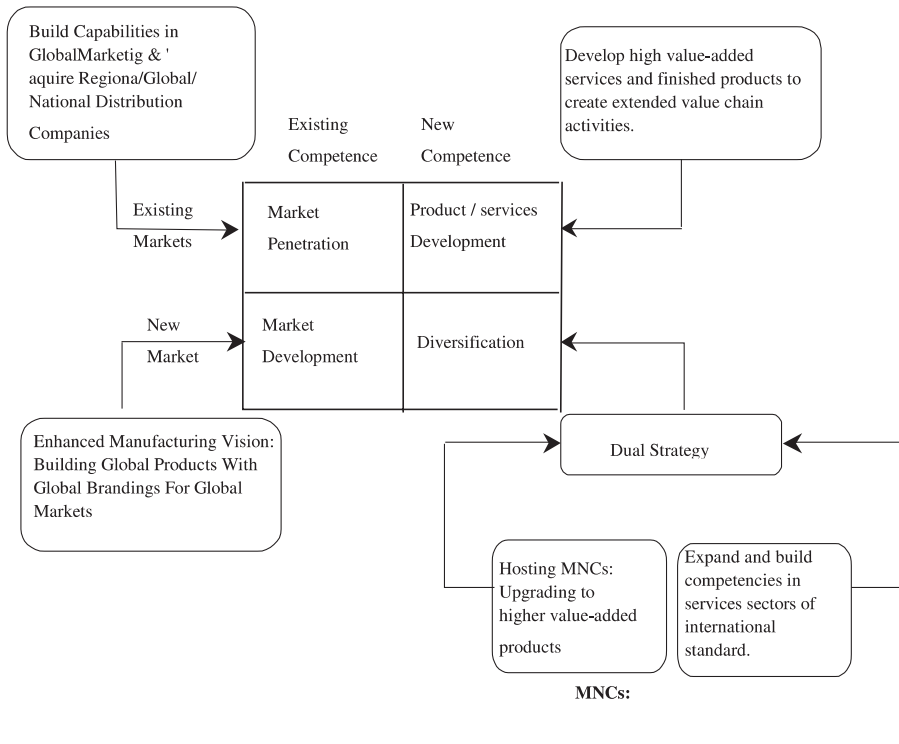 Build Capabilities in
GlobalMarketig & '
aquire Regiona/Global/
National Distribution
Companies
Develop high value-added
services and finished products to
create extended value chain
activities.
Existing
Competence
New
Competence
Existing
Markets
Market
Penetration
Product / services
Development
New
Market
Market
Development
Diversification
Enhanced Manufacturing Vision:
Building Global Products With
Global Brandings For Global
Markets
Dual Strategy
Hosting MNCs:
Upgrading to
higher value-added
products
Expand and build
competencies in
services sectors of
international
standard.
MNCs: